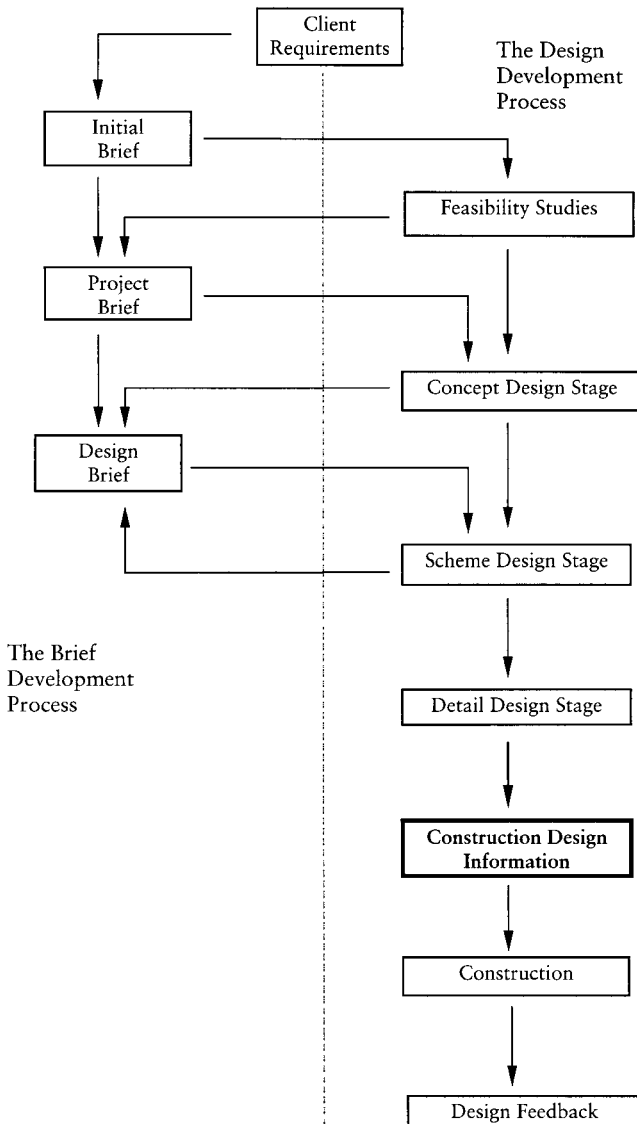 Client
Requirements
The Design
Development
Process
Initial
Brief
Feasibility Studies
Project
Brief
Concept Design Stage
Design
Brief
Scheme Design Stage
The Brief
Development
Process
Detail Design Stage
Construction Design
Information
Construction
Design Feedback